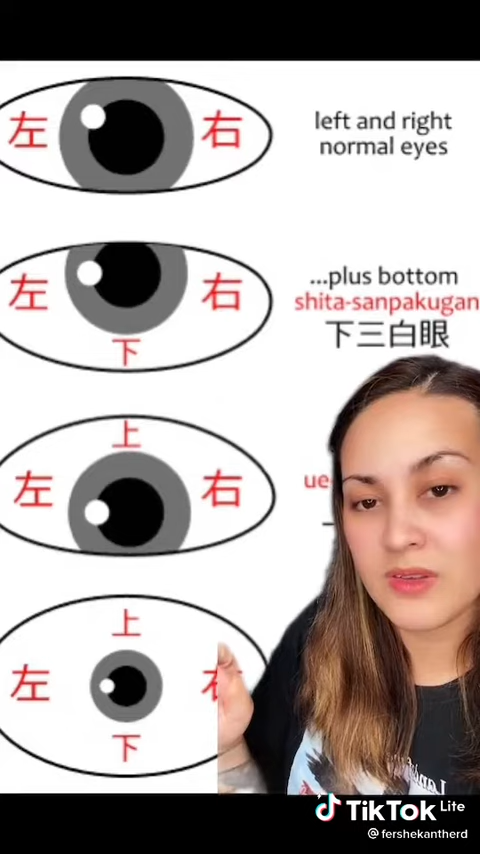 左 右
left and right
normal eyes
左 右
下
...plus bottom
shita-sanpakugan
下三白眼
上
左 右
上
左
下
TikTok Lite
@fershekantherd